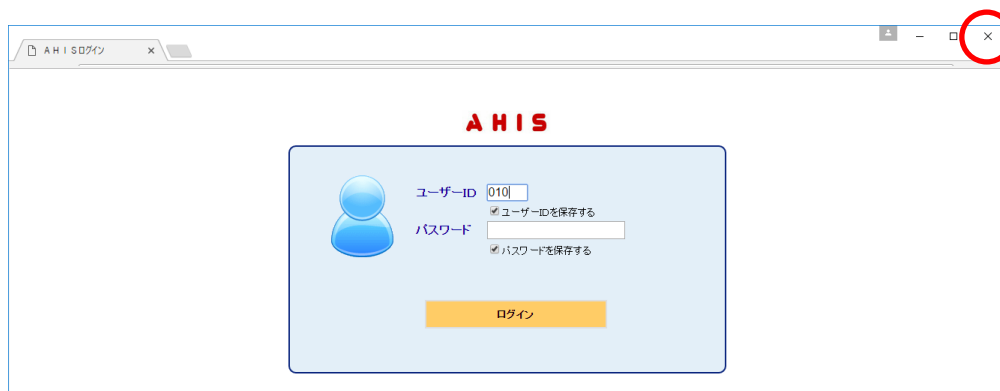 AHISログイン
AHIS
ユーザーID 010
ユーザーIDを保存する
パスワード
パスワードを保存する
ログイン